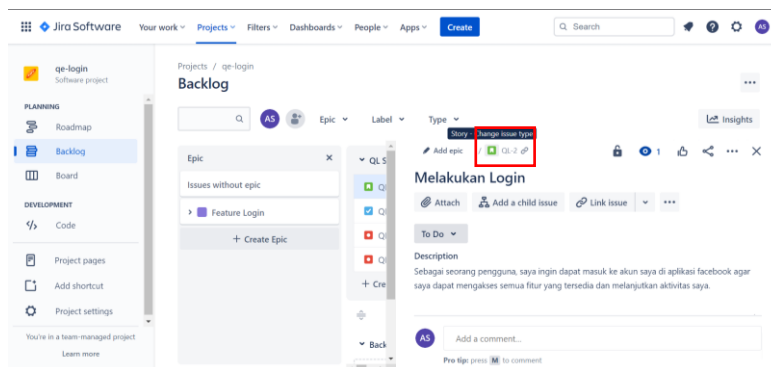 Jira Software
Your work
Projects
Filters
Dashboards
People
Apps
Create
Search
AS
qe-login
Software project
PLANNING
Roadmap
Backlog
Board
DEVELOPMENT
Code
Project pages
Add shortcut
Project settings
You're in a team-managed project
Learn more
Projects / qe-login
Backlog
AS
Epic
Label
Type
Insights
Epic
Issues without epic
Feature Login
+ Create Epic
QL S
QL
+ Cre
Back
Story - Change issue type
Add epic / QL-2
1
Melakukan Login
Attach
Add a child issue
Link issue
To Do
Description
Sebagai seorang pengguna, saya ingin dapat masuk ke akun saya di aplikasi facebook agar
saya dapat mengakses semua fitur yang tersedia dan melanjutkan aktivitas saya.
AS
Add a comment...
Pro tip: press M to comment